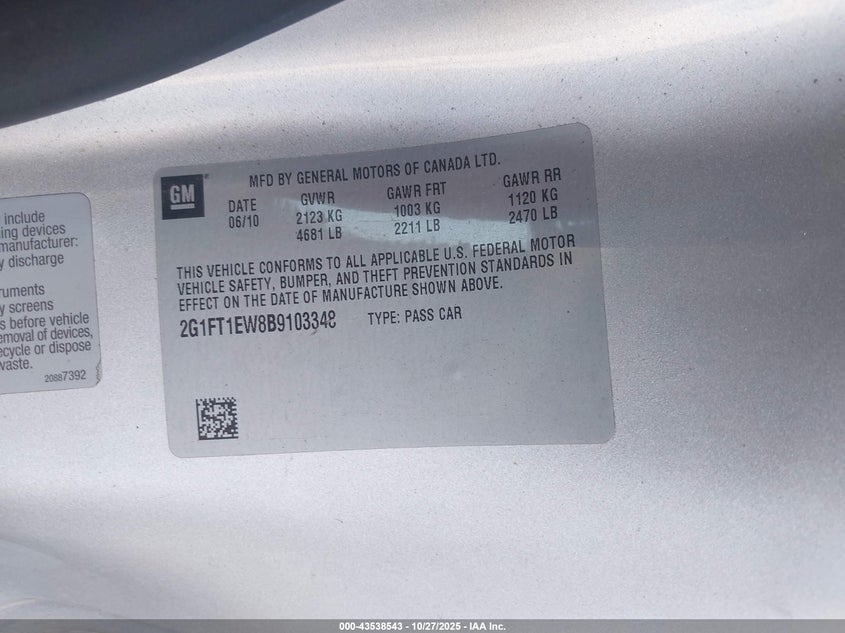 include
ning devices
manufacturer:
y discharge
ruments
y screens
s before vehicle
emoval of devices,
ecycle or dispose
waste.
20887392
GM
MFD BY GENERAL MOTORS OF CANADA LTD.
DATE GVWR GAWR FRT GAWR RR
06/10 2123 KG 1003 KG 1120 KG
4681 LB 2211 LB 2470 LB
THIS VEHICLE CONFORMS TO ALL APPLICABLE U.S. FEDERAL MOTOR
VEHICLE SAFETY, BUMPER, AND THEFT PREVENTION STANDARDS IN
EFFECT ON THE DATE OF MANUFACTURE SHOWN ABOVE.
2G1FT1EW8B9103348 TYPE: PASS CAR
000-43538543 / 10/27/2025 - IAA Inc.